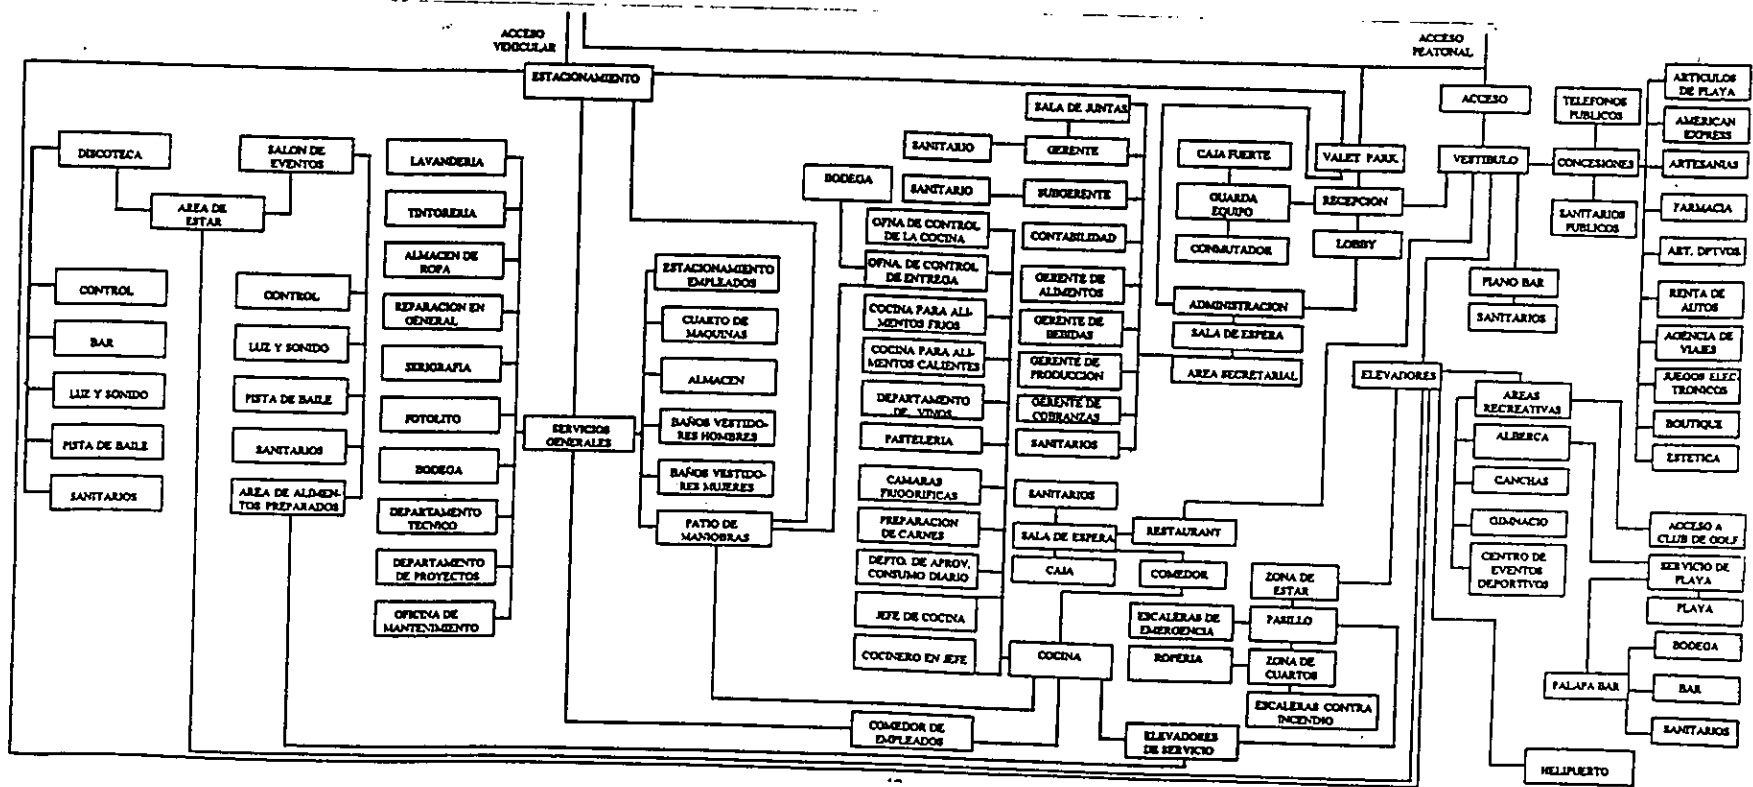 ACCESO
VEHICULAR
ACCESO
PEATONAL
ESTACIONAMIENTO
DISCOTECA
AREA DE
ESTAR
SALON DE
EVENTOS
CONTROL
BAR
LUZ Y SONIDO
PISTA DE BAILE
SANITARIOS
CONTROL
LUZ Y SONIDO
PISTA DE BAILE
SANITARIOS
AREA DE ALIMEN-
TOS PREPARADOS
LAVANDERIA
TINTORERIA
ALMACEN DE
ROPA
REPARACION EN
GENERAL
SERIGRAFIA
FOTOLITO
BODEGA
DEPARTAMENTO
TECNICO
DEPARTAMENTO
DE PROYECTOS
OFICINA DE
MANTENIMIENTO
SERVICIOS
GENERALES
ESTACIONAMIENTO
EMPLEADOS
CUARTO DE
MAQUINAS
ALMACEN
BAÑOS VESTIDO-
RES HOMBRES
BAÑOS VESTIDO-
RES MUJERES
PATIO DE
MANIOBRAS
BODEGA
OFNA DE CONTROL
DE LA COCINA
OFNA. DE CONTROL
DE ENTREGA
COCINA PARA ALI-
MENTOS FRIOS
COCINA PARA ALI-
MENTOS CALIENTES
DEPARTAMENTO
DE VINOS
PASTELERIA
CAMARAS
FRIGORIFICAS
PREPARACION
DE CARNES
DEPTO. DE APROV.
CONSUMO DIARIO
JEFE DE COCINA
COCINERO EN JEFE
COMEDOR DE
EMPLEADOS
SALA DE JUNTAS
SANITARIO
GERENTE
SANITARIO
SUBGERENTE
CONTABILIDAD
GERENTE DE
ALIMENTOS
GERENTE DE
BEBIDAS
GERENTE DE
PRODUCCION
GERENTE DE
COBRANZAS
SANITARIOS
SANITARIOS
SALA DE ESPERA
CAJA
RESTAURANT
COMEDOR
COCINA
ELEVADORES
DE SERVICIO
CAJA FUERTE
GUARDA
EQUIPO
CONMUTADOR
VALET PARK.
RECEPCION
LOBBY
ADMINISTRACION
SALA DE ESPERA
AREA SECRETARIAL
ZONA DE
ESTAR
ESCALERAS DE
EMERGENCIA
PASILLO
ROPERIA
ZONA DE
CUARTOS
ESCALERAS CONTRA
INCENDIO
ACCESO
VESTIBULO
TELEFONOS
PUBLICOS
CONCESIONES
SANITARIOS
PUBLICOS
PIANO BAR
SANITARIOS
ELEVADORES
AREAS
RECREATIVAS
ALBERCA
CANCHAS
GIMNACIO
CENTRO DE
EVENTOS
DEPORTIVOS
ARTICULOS
DE PLAYA
AMERICAN
EXPRESS
ARTESANIAS
FARMACIA
ART. DPTVOS
RENTA DE
AUTOS
AGENCIA DE
VIAJES
JUEGOS ELEC
TRONICOS
BOUTIQUE
ESTETICA
ACCESO A
CLUB DE GOLF
SERVICIO DE
PLAYA
PLAYA
PALAPA BAR
BODEGA
BAR
SANITARIOS
HELIPUERTO